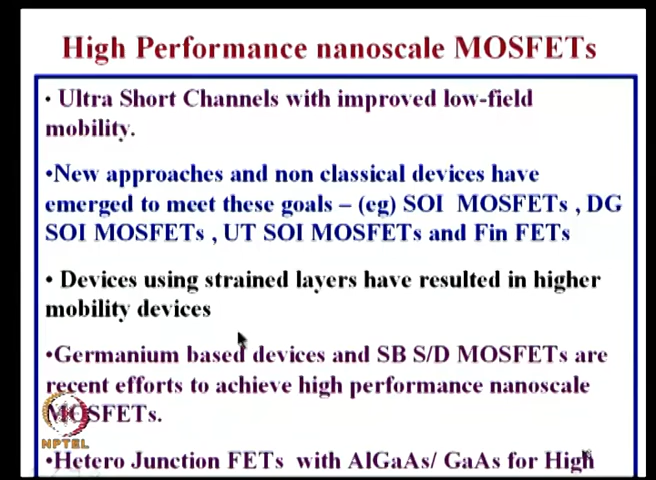 High Performance nanoscale MOSFETs
• Ultra Short Channels with improved low-field
mobility.
•New approaches and non classical devices have
emerged to meet these goals – (eg) SOI MOSFETs , DG
SOI MOSFETs , UT SOI MOSFETs and Fin FETs
• Devices using strained layers have resulted in higher
mobility devices
•Germanium based devices and SB S/D MOSFETs are
recent efforts to achieve high performance nanoscale
MOSFETs.
NPTEL
•Hetero Junction FETs with AlGaAs/ GaAs for High